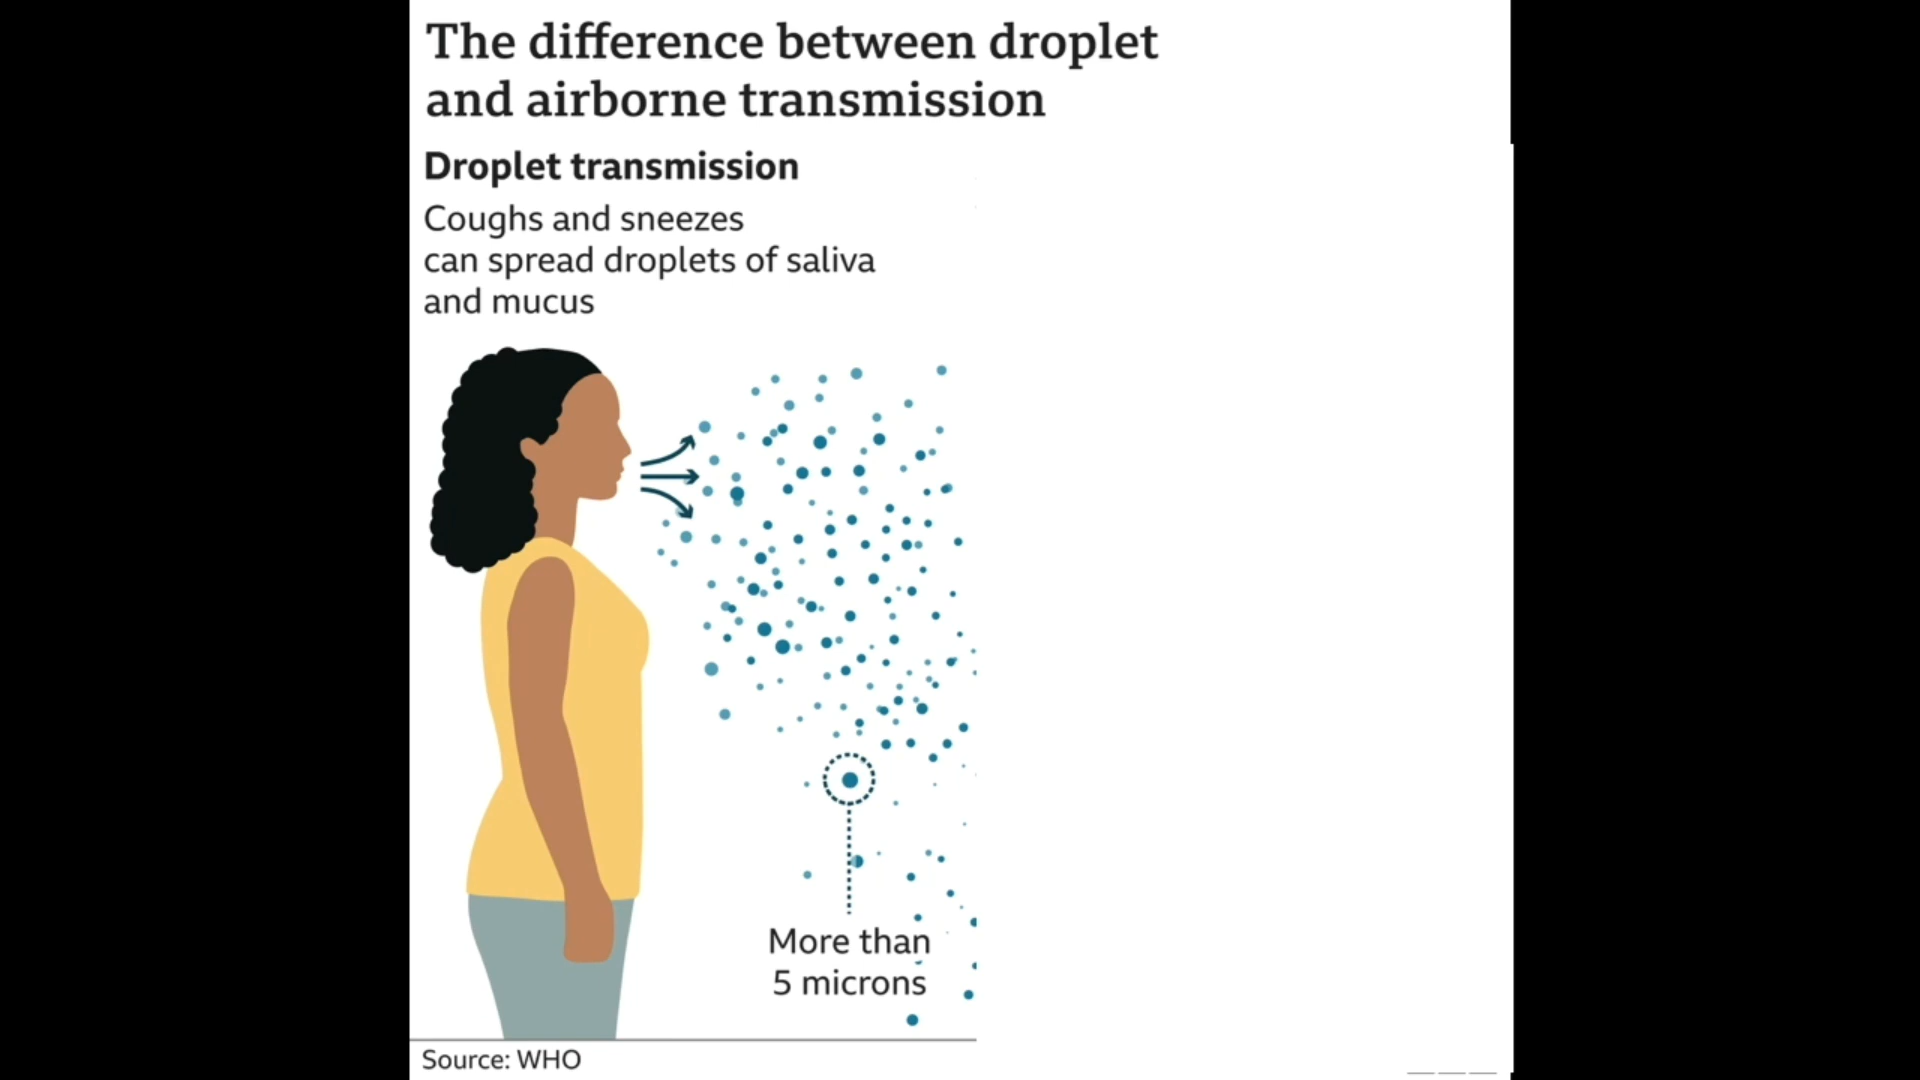 The difference between droplet
and airborne transmission
Droplet transmission
Coughs and sneezes
can spread droplets of saliva
and mucus
More than
5 microns
Source: WHO